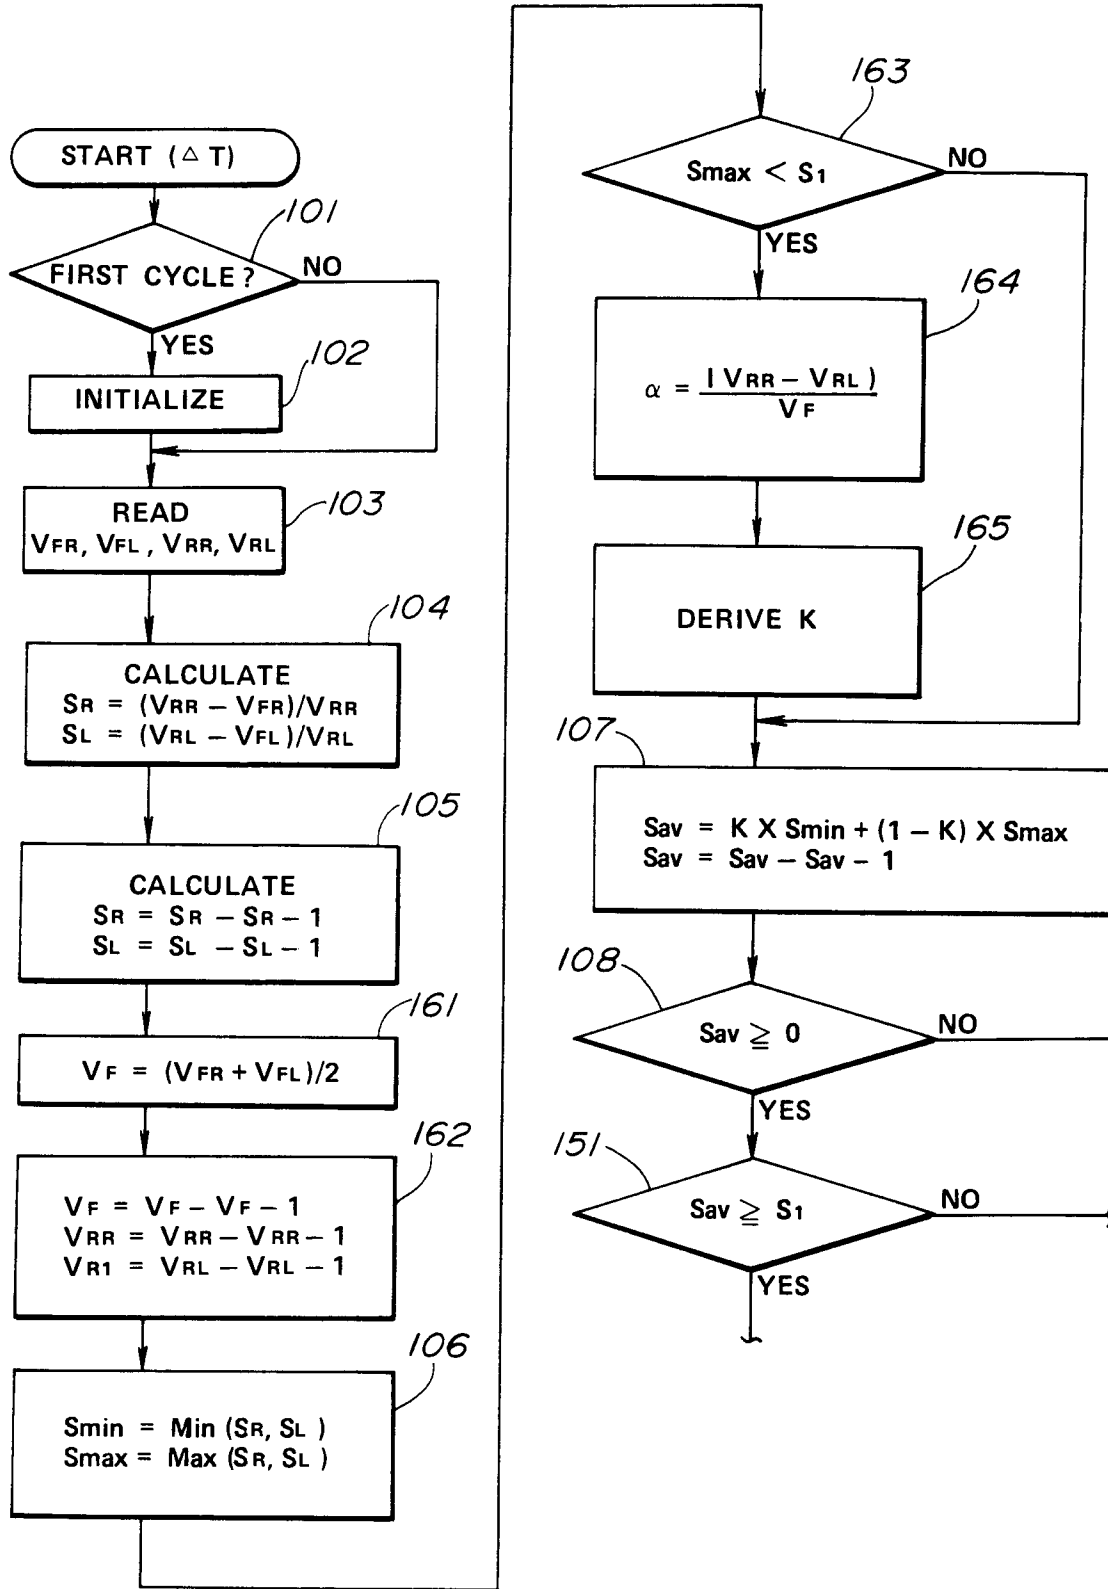 START (△ T)
101
FIRST CYCLE?
NO
YES
102
INITIALIZE
103
READ
VFR, VFL, VRR, VRL
104
CALCULATE
SR = (VRR − VFR)/VRR
SL = (VRL − VFL)/VRL
105
CALCULATE
SR = SR − SR − 1
SL = SL − SL − 1
161
VF = (VFR + VFL)/2
162
VF = VF − VF − 1
VRR = VRR − VRR − 1
VR1 = VRL − VRL − 1
106
Smin = Min (SR, SL )
Smax = Max (SR, SL )
163
Smax < S1
NO
YES
164
α = I VRR − VRL )
VF
165
DERIVE K
107
Sav = K X Smin + (1 − K) X Smax
Sav = Sav − Sav − 1
108
Sav ≧ 0
NO
YES
151
Sav ≧ S1
NO
YES